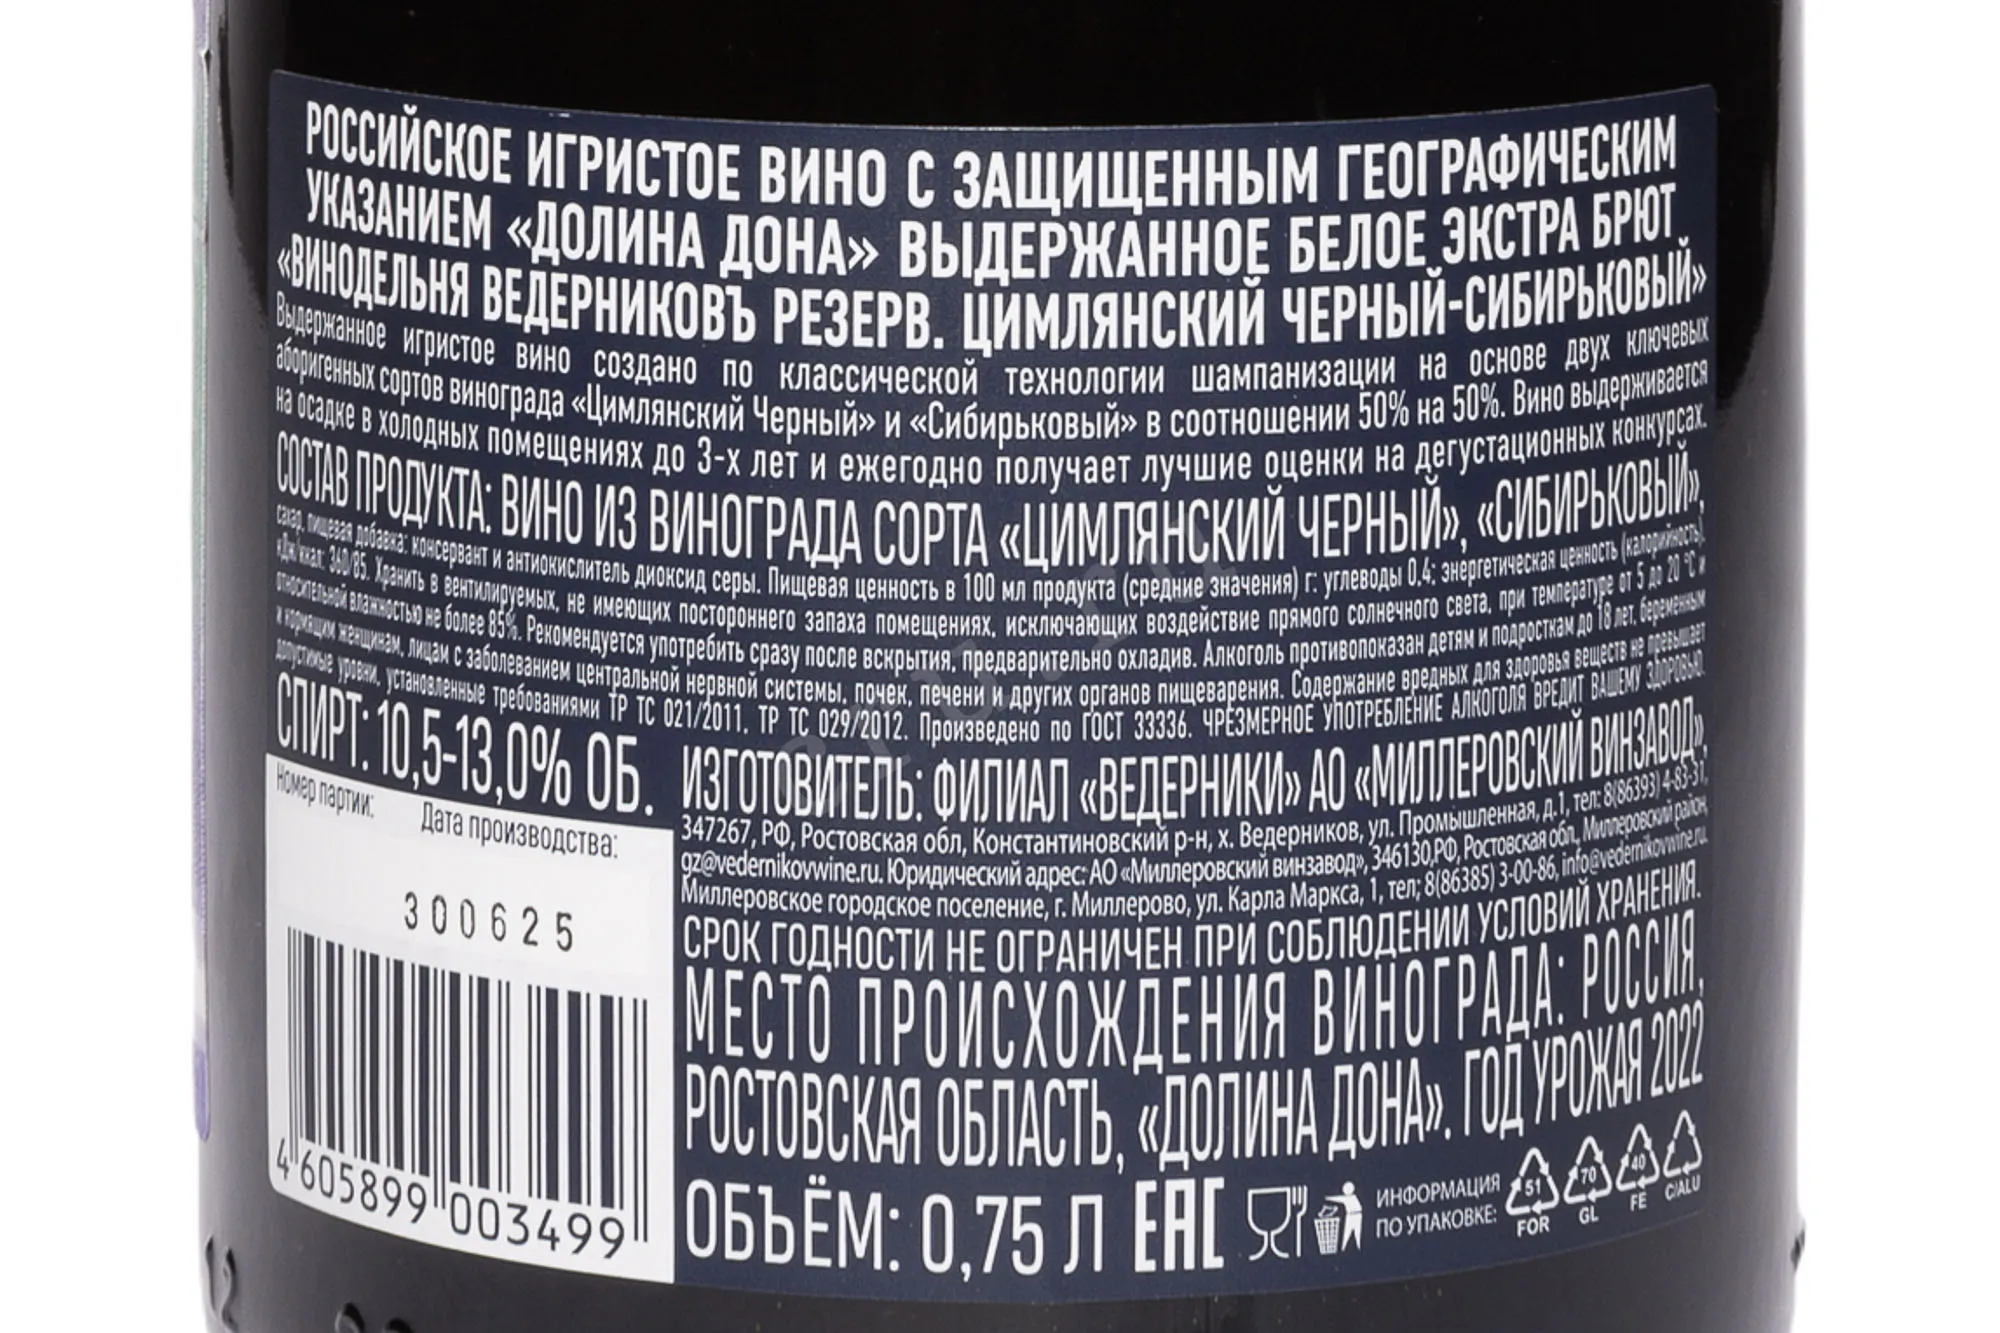 РОССИЙСКОЕ ИГРИСТОЕ ВИНО С ЗАЩИЩЕННЫМ ГЕОГРАФИЧЕСКИМ
УКАЗАНИЕМ «ДОЛИНА ДОНА» ВЫДЕРЖАННОЕ БЕЛОЕ ЭКСТРА БРЮТ
«ВИНОДЕЛЬНЯ ВЕДЕРНИКОВЪ РЕЗЕРВ. ЦИМЛЯНСКИЙ ЧЕРНЫЙ-СИБИРЬКОВЫЙ»
Выдержанное игристое вино создано по классической технологии шампанизации на основе двух ключевых
аборигенных сортов винограда «Цимлянский Черный» и «Сибирьковый» в соотношении 50% на 50%. Вино выдерживается
на осадке в холодных помещениях до 3-х лет и ежегодно получает лучшие оценки на дегустационных конкурсах.
СОСТАВ ПРОДУКТА: ВИНО ИЗ ВИНОГРАДА СОРТА «ЦИМЛЯНСКИЙ ЧЕРНЫЙ», «СИБИРЬКОВЫЙ»,
сахар, пищевая добавка: консервант и антиокислитель диоксид серы. Пищевая ценность в 100 мл продукта (средние значения) г: углеводы 0.4; энергетическая ценность (калорийность),
кДж/ккал: 360/85. Хранить в вентилируемых, не имеющих постороннего запаха помещениях, исключающих воздействие прямого солнечного света, при температуре от 5 до 20 °С и
относительной влажностью не более 85%. Рекомендуется употребить сразу после вскрытия, предварительно охладив. Алкоголь противопоказан детям и подросткам до 18 лет, беременным
и кормящим женщинам, лицам с заболеванием центральной нервной системы, почек, печени и других органов пищеварения. Содержание вредных для здоровья веществ не превышает
допустимые уровни, установленные требованиями ТР ТС 021/2011, ТР ТС 029/2012. Произведено по ГОСТ 33336. ЧРЕЗМЕРНОЕ УПОТРЕБЛЕНИЕ АЛКОГОЛЯ ВРЕДИТ ВАШЕМУ ЗДОРОВЬЮ.
СПИРТ: 10,5-13,0% ОБ.
Номер партии:
Дата производства:
300625
4 605899 003499
ИЗГОТОВИТЕЛЬ: ФИЛИАЛ «ВЕДЕРНИКИ» АО «МИЛЛЕРОВСКИЙ ВИНЗАВОД»,
347267, РФ, Ростовская обл, Константиновский р-н, х. Ведерников, ул. Промышленная, д.1, тел: 8(86393) 4-83-31,
gz@vedernikovwine.ru. Юридический адрес: АО «Миллеровский винзавод», 346130,РФ, Ростовская обл., Миллеровский район,
Миллеровское городское поселение, г. Миллерово, ул. Карла Маркса, 1, тел; 8(86385) 3-00-86, info@vedernikovwine.ru.
СРОК ГОДНОСТИ НЕ ОГРАНИЧЕН ПРИ СОБЛЮДЕНИИ УСЛОВИЙ ХРАНЕНИЯ.
МЕСТО ПРОИСХОЖДЕНИЯ ВИНОГРАДА: РОССИЯ,
РОСТОВСКАЯ ОБЛАСТЬ, «ДОЛИНА ДОНА». ГОД УРОЖАЯ 2022
ОБЪЁМ: 0,75 Л
EAC
ИНФОРМАЦИЯ
ПО УПАКОВКЕ:
51
FOR
70
GL
40
FE
C/ALU
12